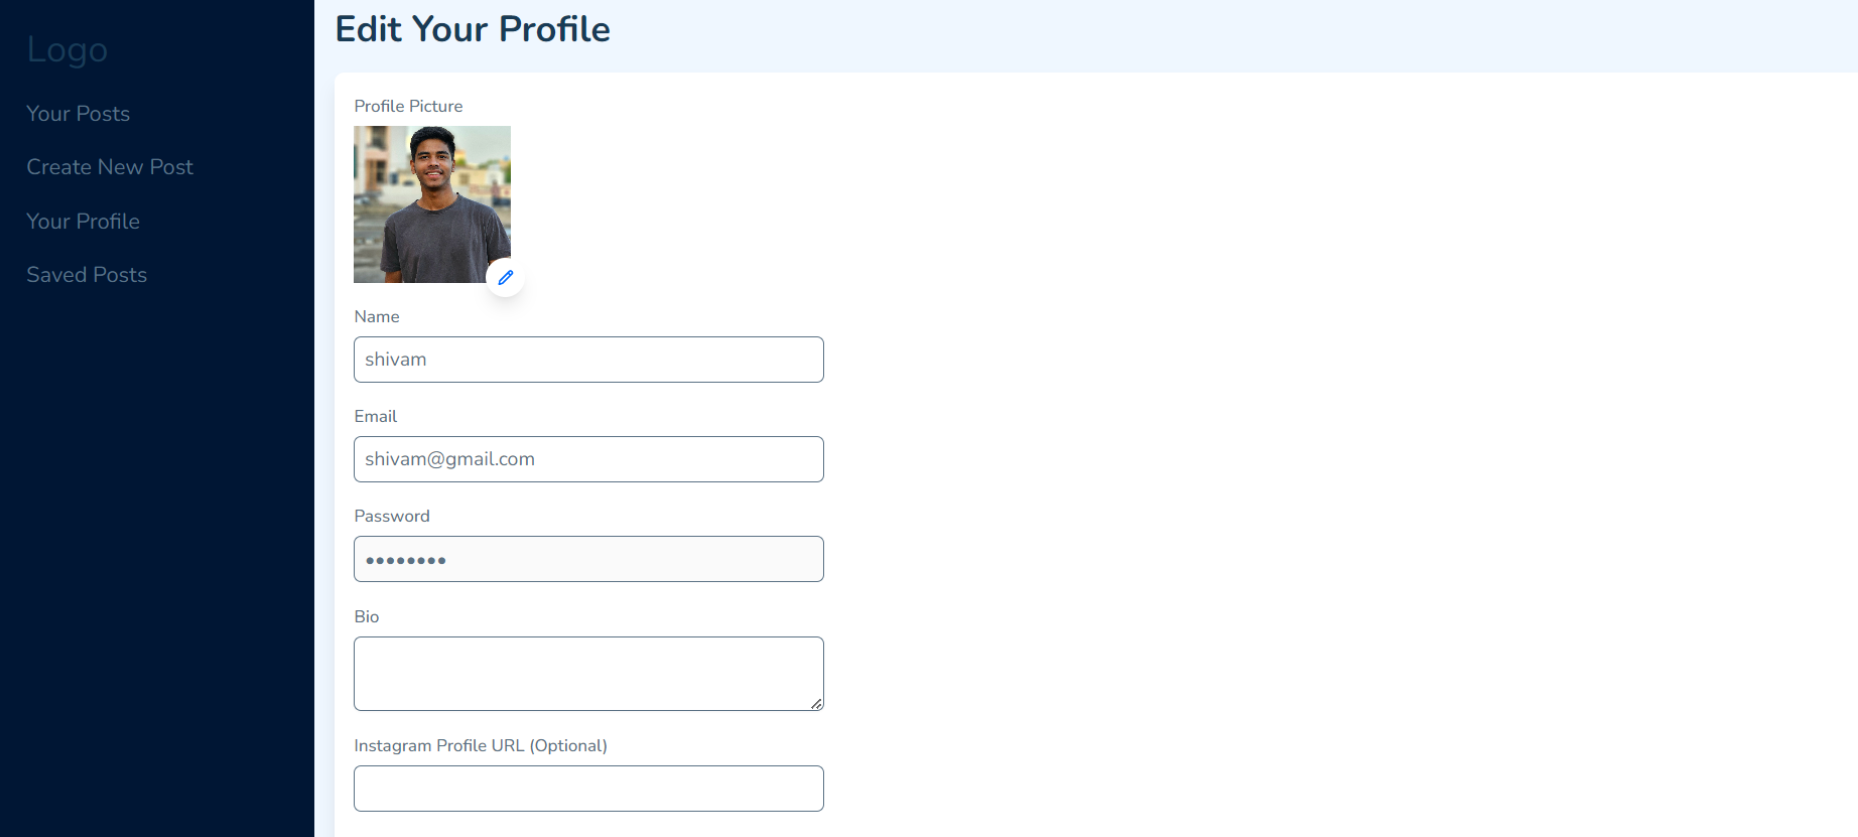 Logo
Your Posts
Create New Post
Your Profile
Saved Posts
Edit Your Profile
Profile Picture
Name
shivam
Email
shivam@gmail.com
Password
••••••••
Bio
Instagram Profile URL (Optional)